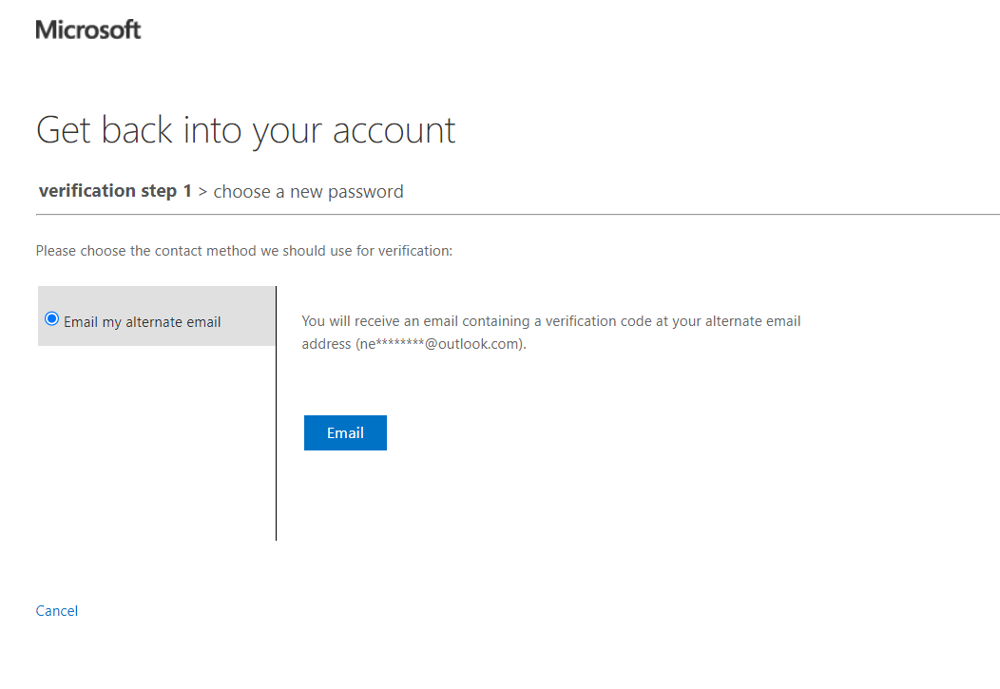 Microsoft
Get back into your account
verification step 1 > choose a new password
Please choose the contact method we should use for verification:
Email my alternate email
You will receive an email containing a verification code at your alternate email
address (ne********@outlook.com).
Email
Cancel